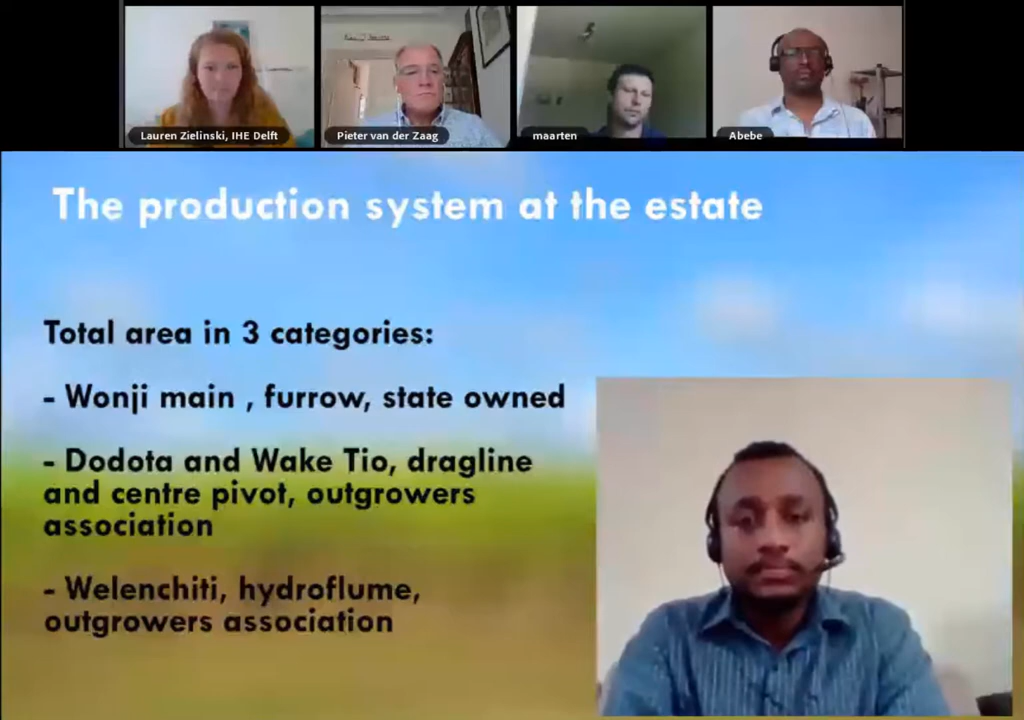 Lauren Zielinski, IHE Delft
Pieter van der Zaag
maarten
Abebe
The production system at the estate
Total area in 3 categories:
- Wonji main , furrow, state owned
- Dodota and Wake Tio, dragline
and centre pivot, outgrowers
association
- Welenchiti, hydroflume,
outgrowers association